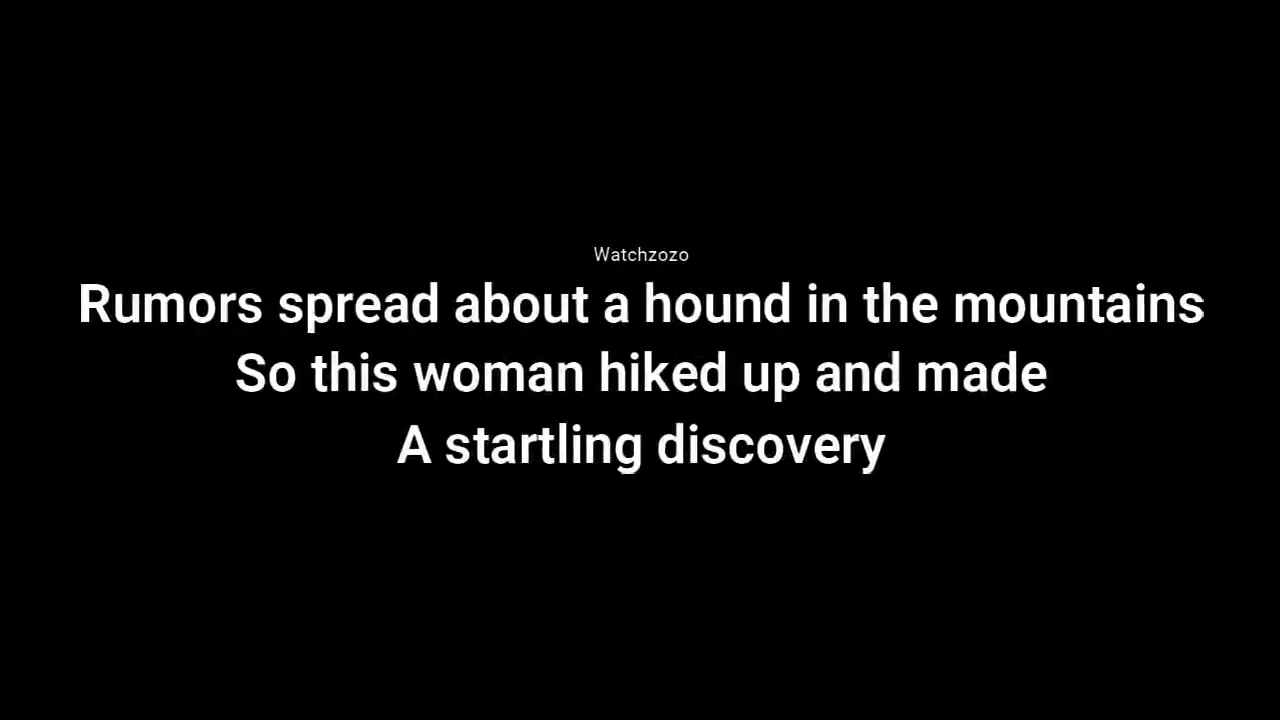 Watchzozo
Rumors spread about a hound in the mountains
So this woman hiked up and made
A startling discovery